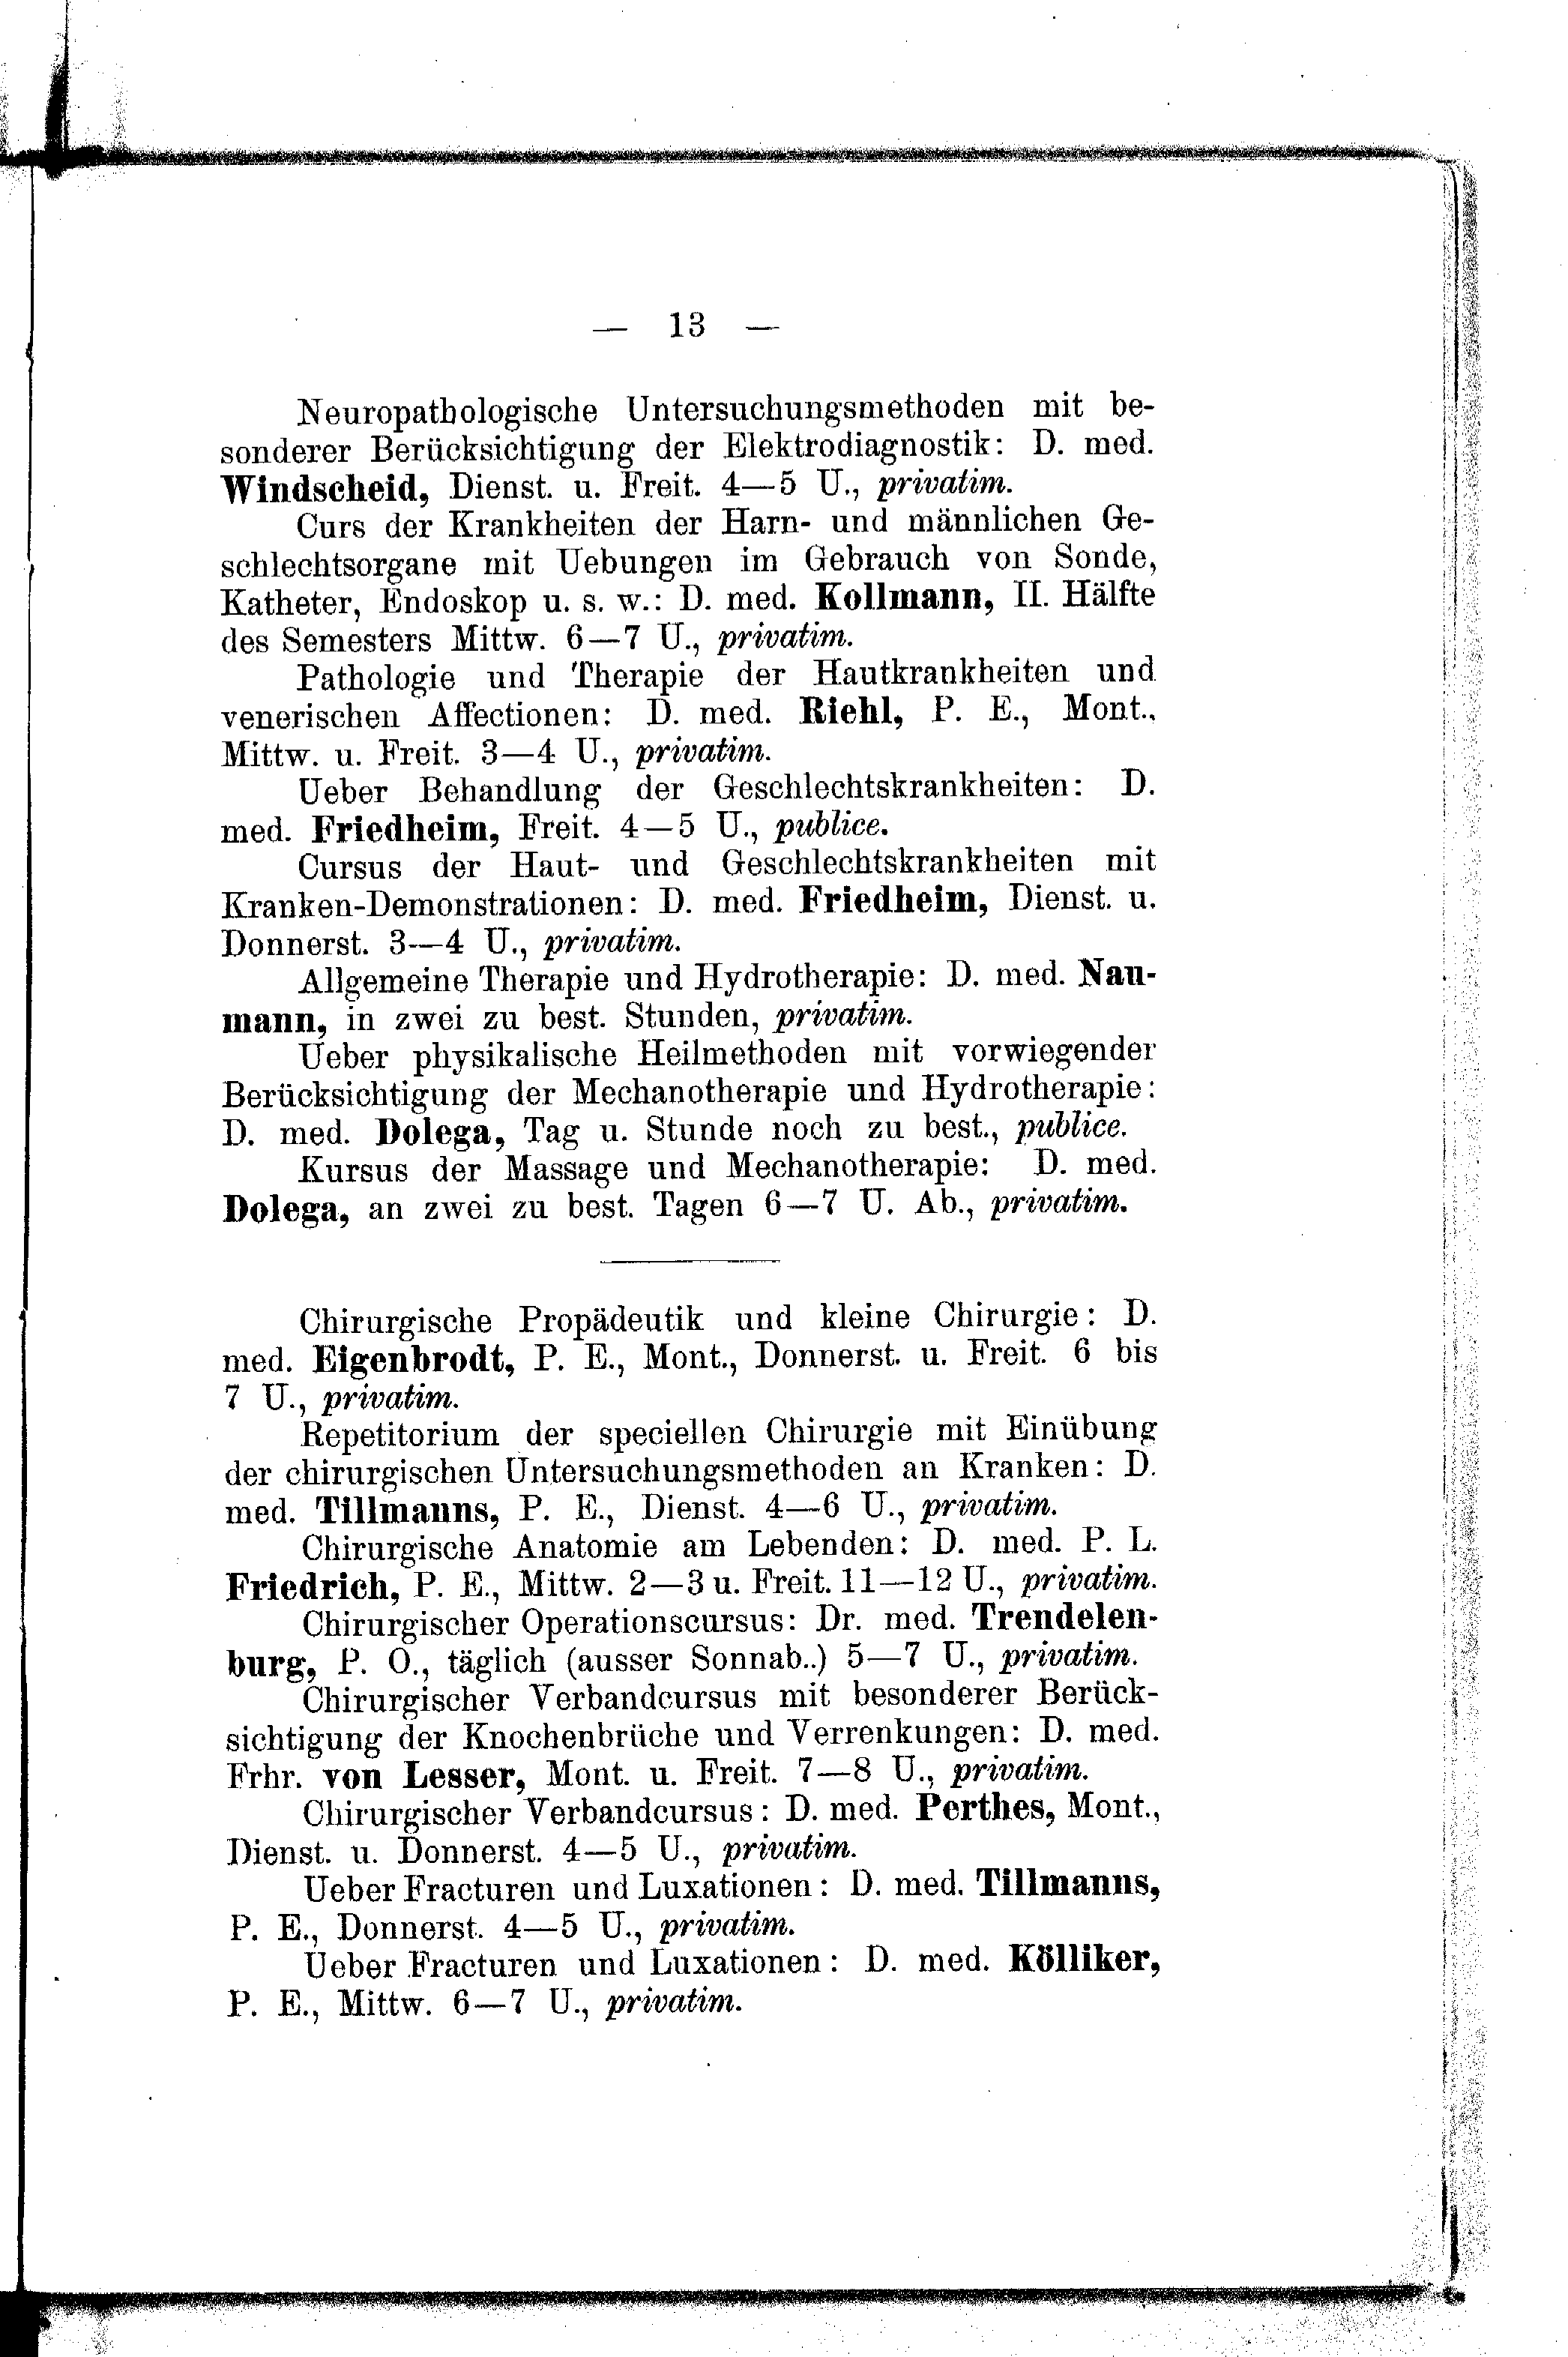 — 13 —
Neuropathologische Untersuchungsmethoden mit be-
sonderer Berücksichtigung der Elektrodiagnostik: D. med.
Windscheid, Dienst. u. Freit. 4—5 U., privatim.
Curs der Krankheiten der Harn- und männlichen Ge-
schlechtsorgane mit Uebungen im Gebrauch von Sonde,
Katheter, Endoskop u. s. w.: D. med. Kollmann, II. Hälfte
des Semesters Mittw. 6—7 U., privatim.
Pathologie und Therapie der Hautkrankheiten und
venerischen Affectionen: D. med. Riehl, P. E., Mont.,
Mittw. u. Freit. 3—4 U., privatim.
Ueber Behandlung der Geschlechtskrankheiten: D.
med. Friedheim, Freit. 4—5 U., publice.
Cursus der Haut- und Geschlechtskrankheiten mit
Kranken-Demonstrationen: D. med. Friedheim, Dienst. u.
Donnerst. 3—4 U., privatim.
Allgemeine Therapie und Hydrotherapie: D. med. Nau-
mann, in zwei zu best. Stunden, privatim.
Ueber physikalische Heilmethoden mit vorwiegender
Berücksichtigung der Mechanotherapie und Hydrotherapie:
D. med. Dolega, Tag u. Stunde noch zu best., publice.
Kursus der Massage und Mechanotherapie: D. med.
Dolega, an zwei zu best. Tagen 6—7 U. Ab., privatim.
Chirurgische Propädeutik und kleine Chirurgie: D.
med. Eigenbrodt, P. E., Mont., Donnerst. u. Freit. 6 bis
7 U., privatim.
Repetitorium der speciellen Chirurgie mit Einübung
der chirurgischen Untersuchungsmethoden an Kranken: D.
med. Tillmanns, P. E., Dienst. 4—6 U., privatim.
Chirurgische Anatomie am Lebenden: D. med. P. L.
Friedrich, P. E., Mittw. 2—3 u. Freit. 11—12 U., privatim.
Chirurgischer Operationscursus: Dr. med. Trendelen-
burg, P. O., täglich (ausser Sonnab..) 5—7 U., privatim.
Chirurgischer Verbandcursus mit besonderer Berück-
sichtigung der Knochenbrüche und Verrenkungen: D. med.
Frhr. von Lesser, Mont. u. Freit. 7—8 U., privatim.
Chirurgischer Verbandcursus: D. med. Perthes, Mont.,
Dienst. u. Donnerst. 4—5 U., privatim.
Ueber Fracturen und Luxationen: D. med. Tillmanns,
P. E., Donnerst. 4—5 U., privatim.
Ueber Fracturen und Luxationen: D. med. Kölliker,
P. E., Mittw. 6—7 U., privatim.